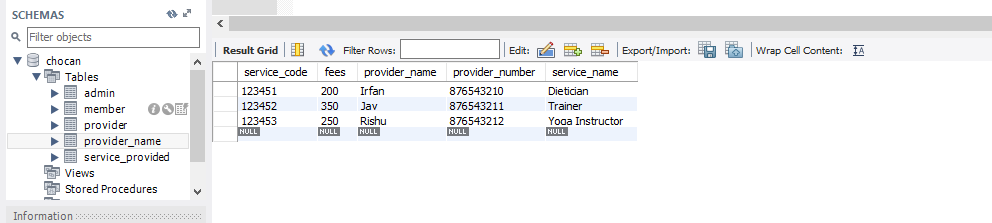 SCHEMAS
Filter objects
chocan
Tables
admin
member
provider
provider_name
service_provided
Views
Stored Procedures
Information
Result Grid Filter Rows: Edit: Export/Import: Wrap Cell Content: IA
service_code fees provider_name provider_number service_name
123451 200 Irfan 876543210 Dietician
123452 350 Jay 876543211 Trainer
123453 250 Rishu 876543212 Yoga Instructor
NULL NULL NULL NULL NULL